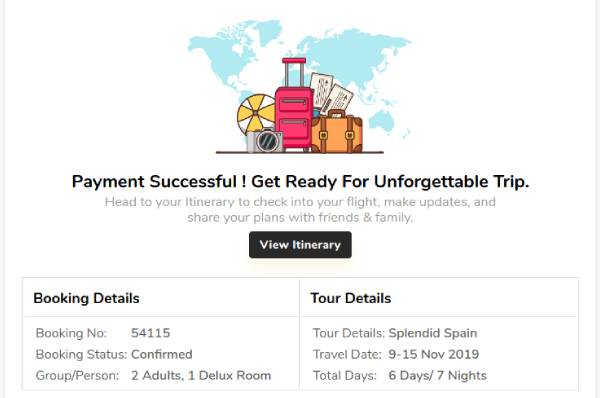 Payment Successful ! Get Ready For Unforgettable Trip.
Head to your Itinerary to check into your flight, make updates, and
share your plans with friends & family.
View Itinerary
Booking Details
Booking No: 54115
Booking Status: Confirmed
Group/Person: 2 Adults, 1 Delux Room
Tour Details
Tour Details: Splendid Spain
Travel Date: 9-15 Nov 2019
Total Days: 6 Days/ 7 Nights